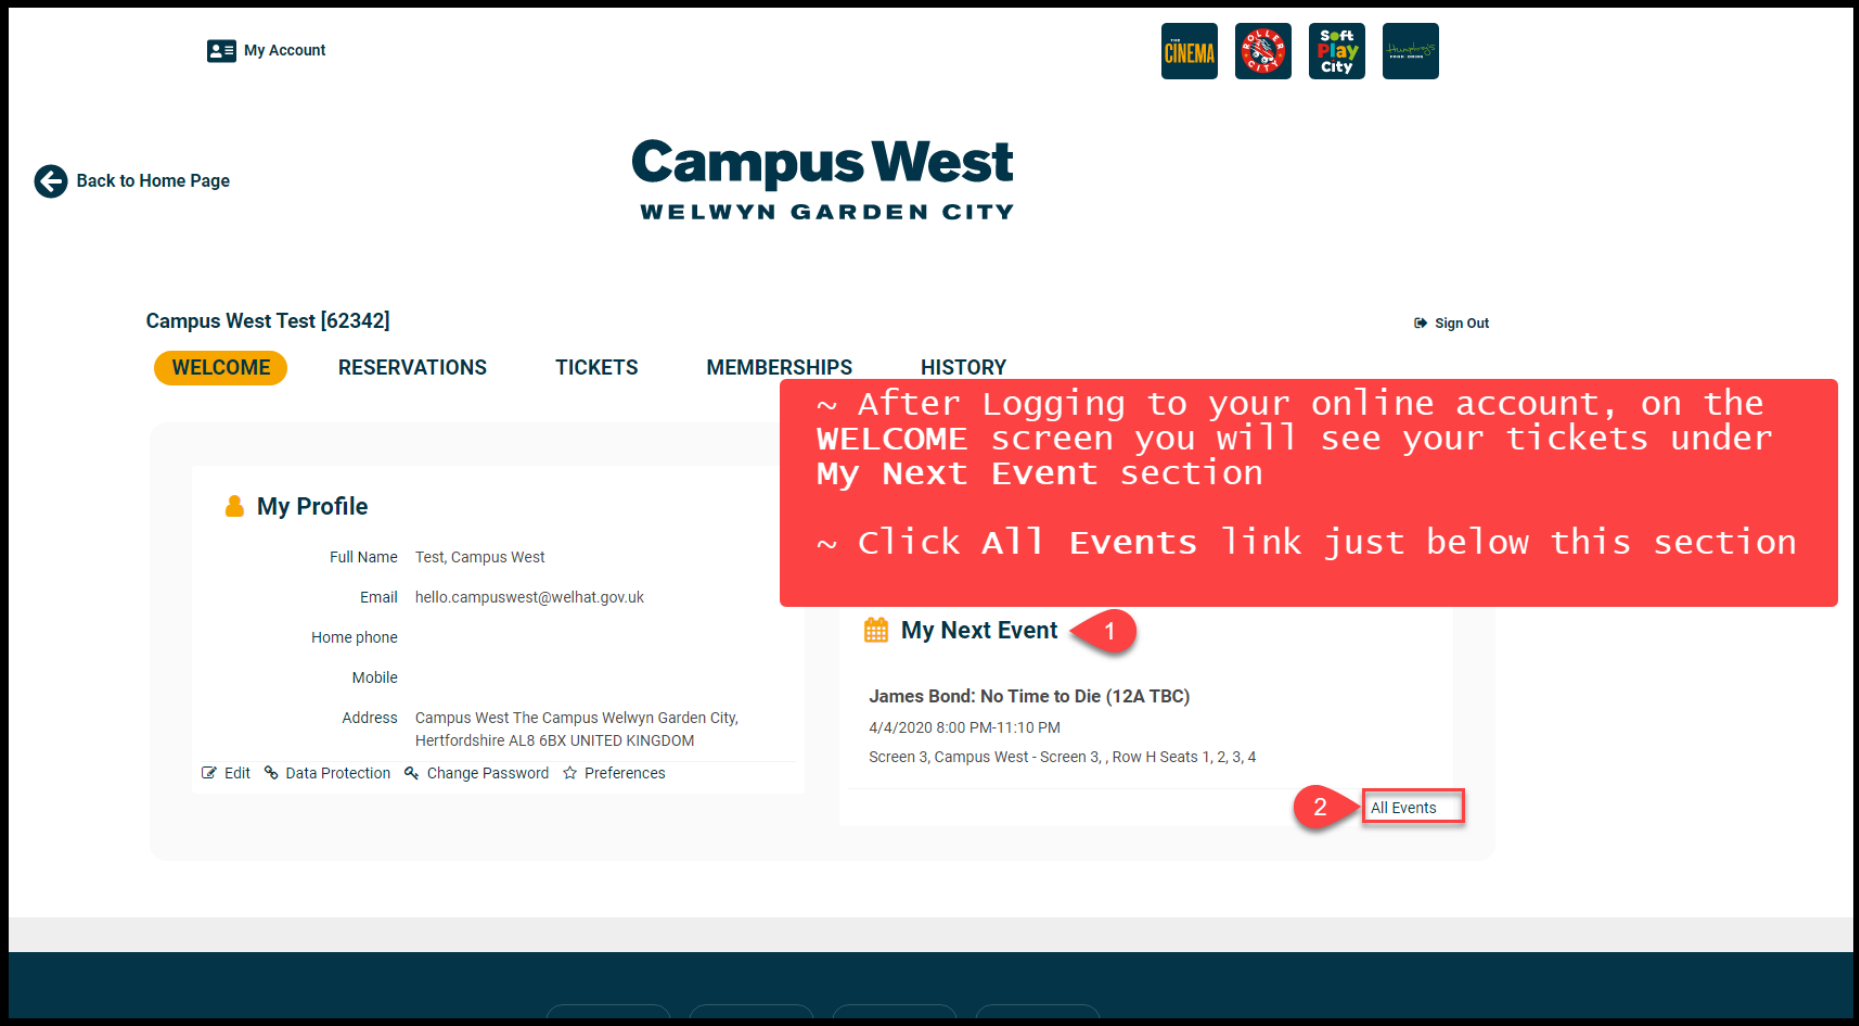 My Account
THE CINEMA
ROLLER CITY
Soft Play City
Humphrey's
Back to Home Page
Campus West
WELWYN GARDEN CITY
Campus West Test [62342]
Sign Out
WELCOME RESERVATIONS TICKETS MEMBERSHIPS HISTORY
~ After Logging to your online account, on the
WELCOME screen you will see your tickets under
My Next Event section
~ Click All Events link just below this section
My Profile
Full Name Test, Campus West
Email hello.campuswest@welhat.gov.uk
Home phone
Mobile
Address Campus West The Campus Welwyn Garden City,
Hertfordshire AL8 6BX UNITED KINGDOM
Edit Data Protection Change Password Preferences
My Next Event 1
James Bond: No Time to Die (12A TBC)
4/4/2020 8:00 PM-11:10 PM
Screen 3, Campus West - Screen 3, , Row H Seats 1, 2, 3, 4
2 All Events